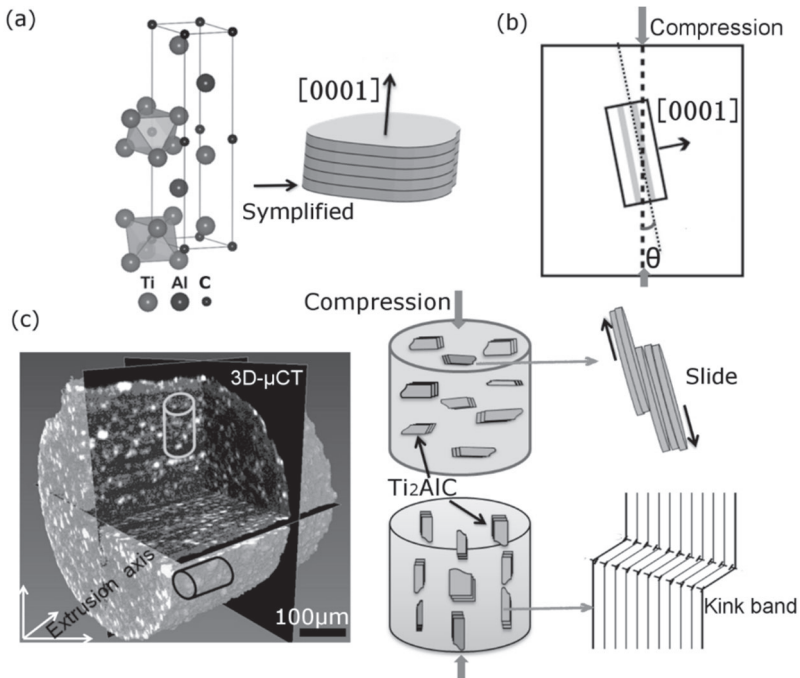 (a)
[0001]
Symplified
Ti Al C
(b)
Compression
[0001]
θ
(c)
3D-μCT
Extrusion axis
100μm
Compression
Slide
Ti₂AlC
Kink band